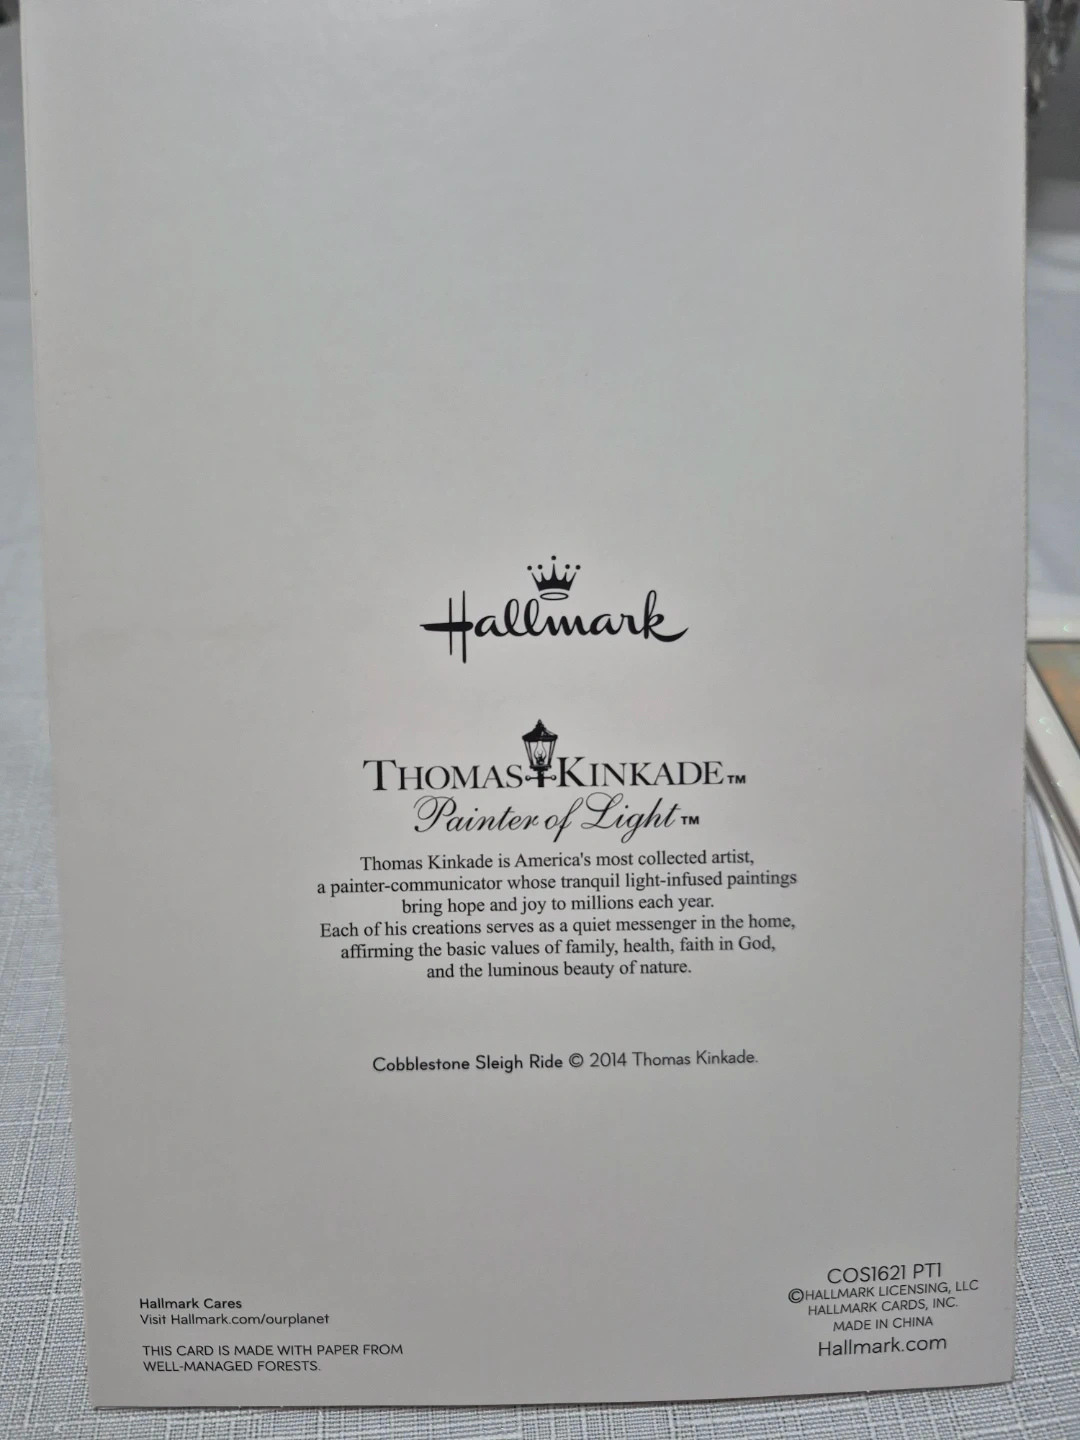 Hallmark
THOMAS KINKADE™
Painter of Light™
Thomas Kinkade is America's most collected artist,
a painter-communicator whose tranquil light-infused paintings
bring hope and joy to millions each year.
Each of his creations serves as a quiet messenger in the home,
affirming the basic values of family, health, faith in God,
and the luminous beauty of nature.
Cobblestone Sleigh Ride © 2014 Thomas Kinkade.
Hallmark Cares
Visit Hallmark.com/ourplanet
THIS CARD IS MADE WITH PAPER FROM
WELL-MANAGED FORESTS.
COS1621 PT1
©HALLMARK LICENSING, LLC
HALLMARK CARDS, INC.
MADE IN CHINA
Hallmark.com